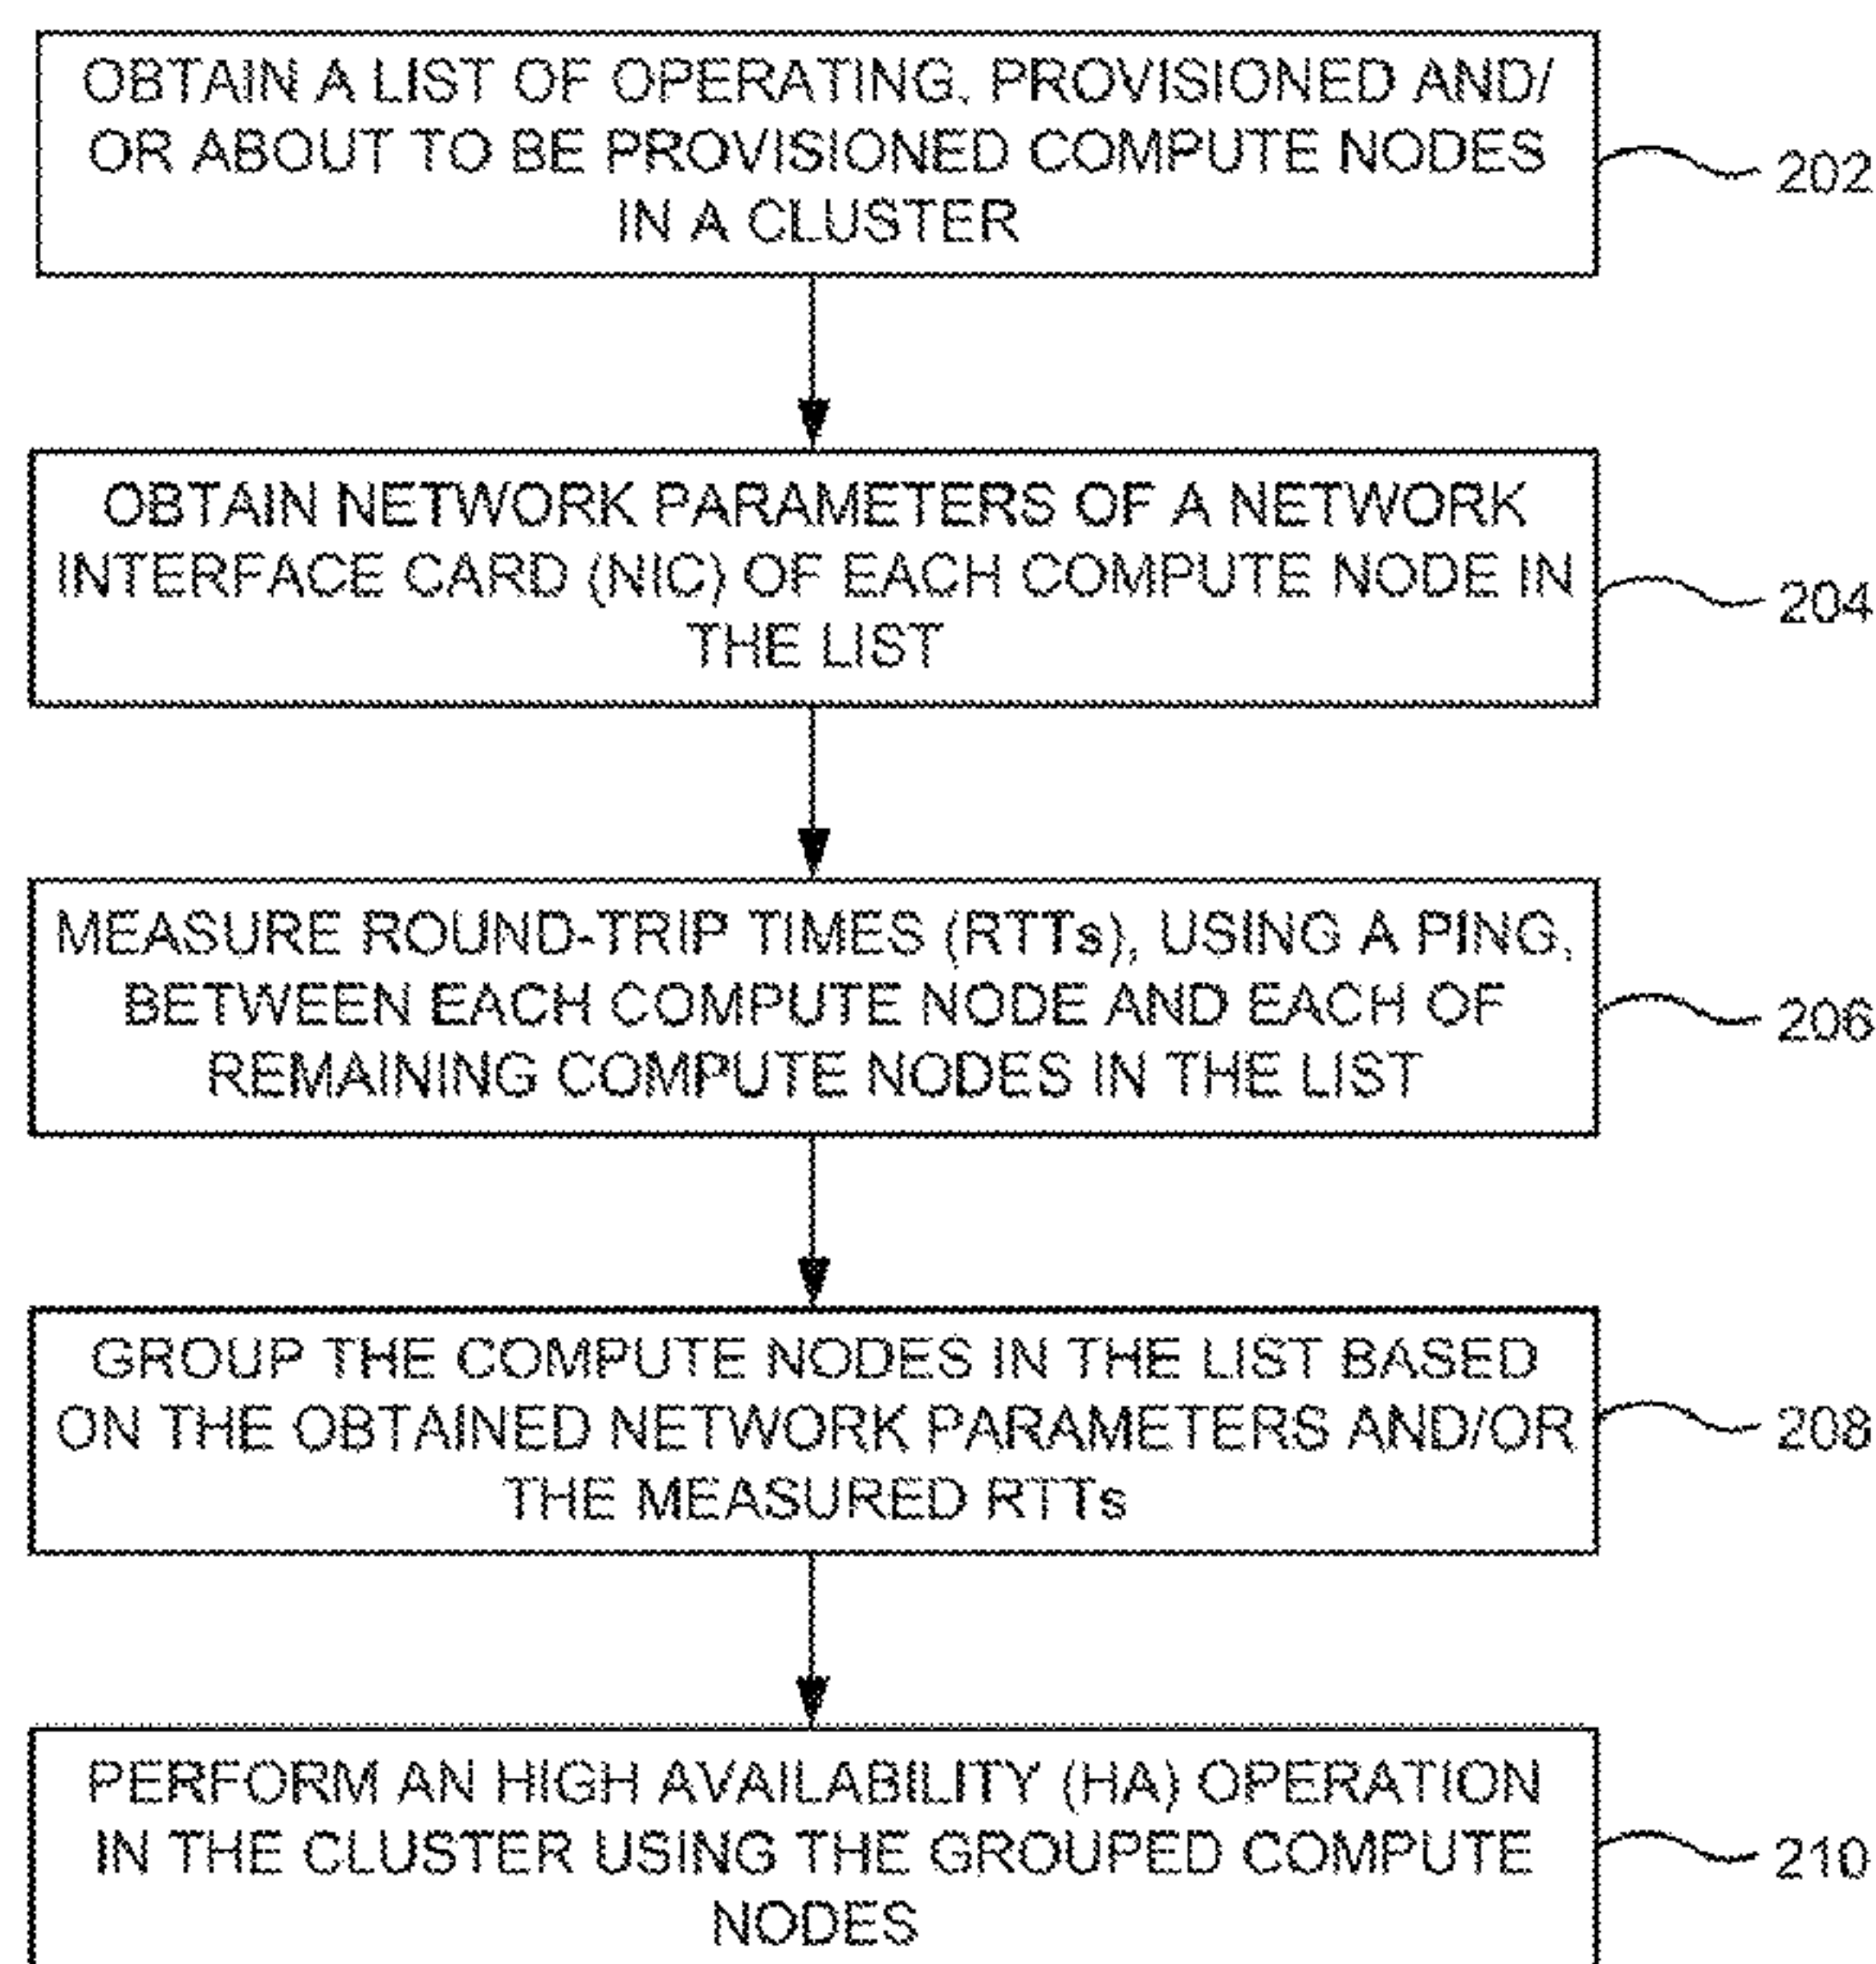 OBTAIN A LIST OF OPERATING, PROVISIONED AND/
OR ABOUT TO BE PROVISIONED COMPUTE NODES
IN A CLUSTER
202
OBTAIN NETWORK PARAMETERS OF A NETWORK
INTERFACE CARD (NIC) OF EACH COMPUTE NODE IN
THE LIST
204
MEASURE ROUND-TRIP TIMES (RTTs), USING A PING,
BETWEEN EACH COMPUTE NODE AND EACH OF
REMAINING COMPUTE NODES IN THE LIST
206
GROUP THE COMPUTE NODES IN THE LIST BASED
ON THE OBTAINED NETWORK PARAMETERS AND/OR
THE MEASURED RTTs
208
PERFORM AN HIGH AVAILABILITY (HA) OPERATION
IN THE CLUSTER USING THE GROUPED COMPUTE
NODES
210